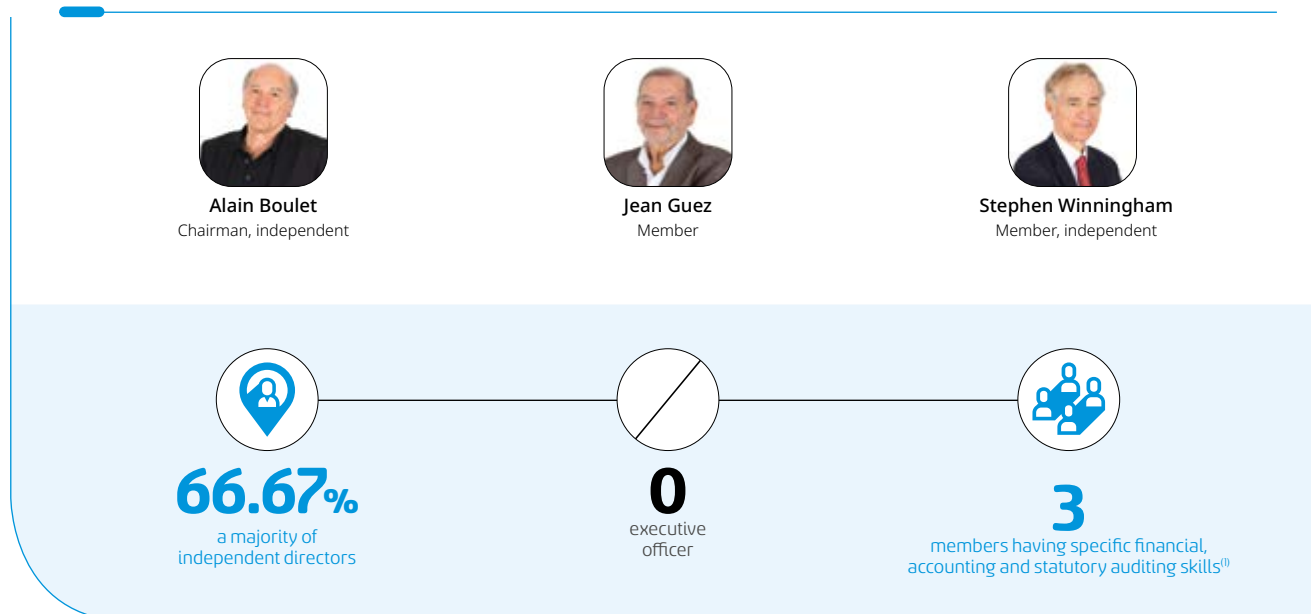 Alain Boulet
Chairman, independent
Jean Guez
Member
Stephen Winningham
Member, independent
66.67%
a majority of
independent directors
0
executive
officer
3
members having specific financial,
accounting and statutory auditing skills(1)